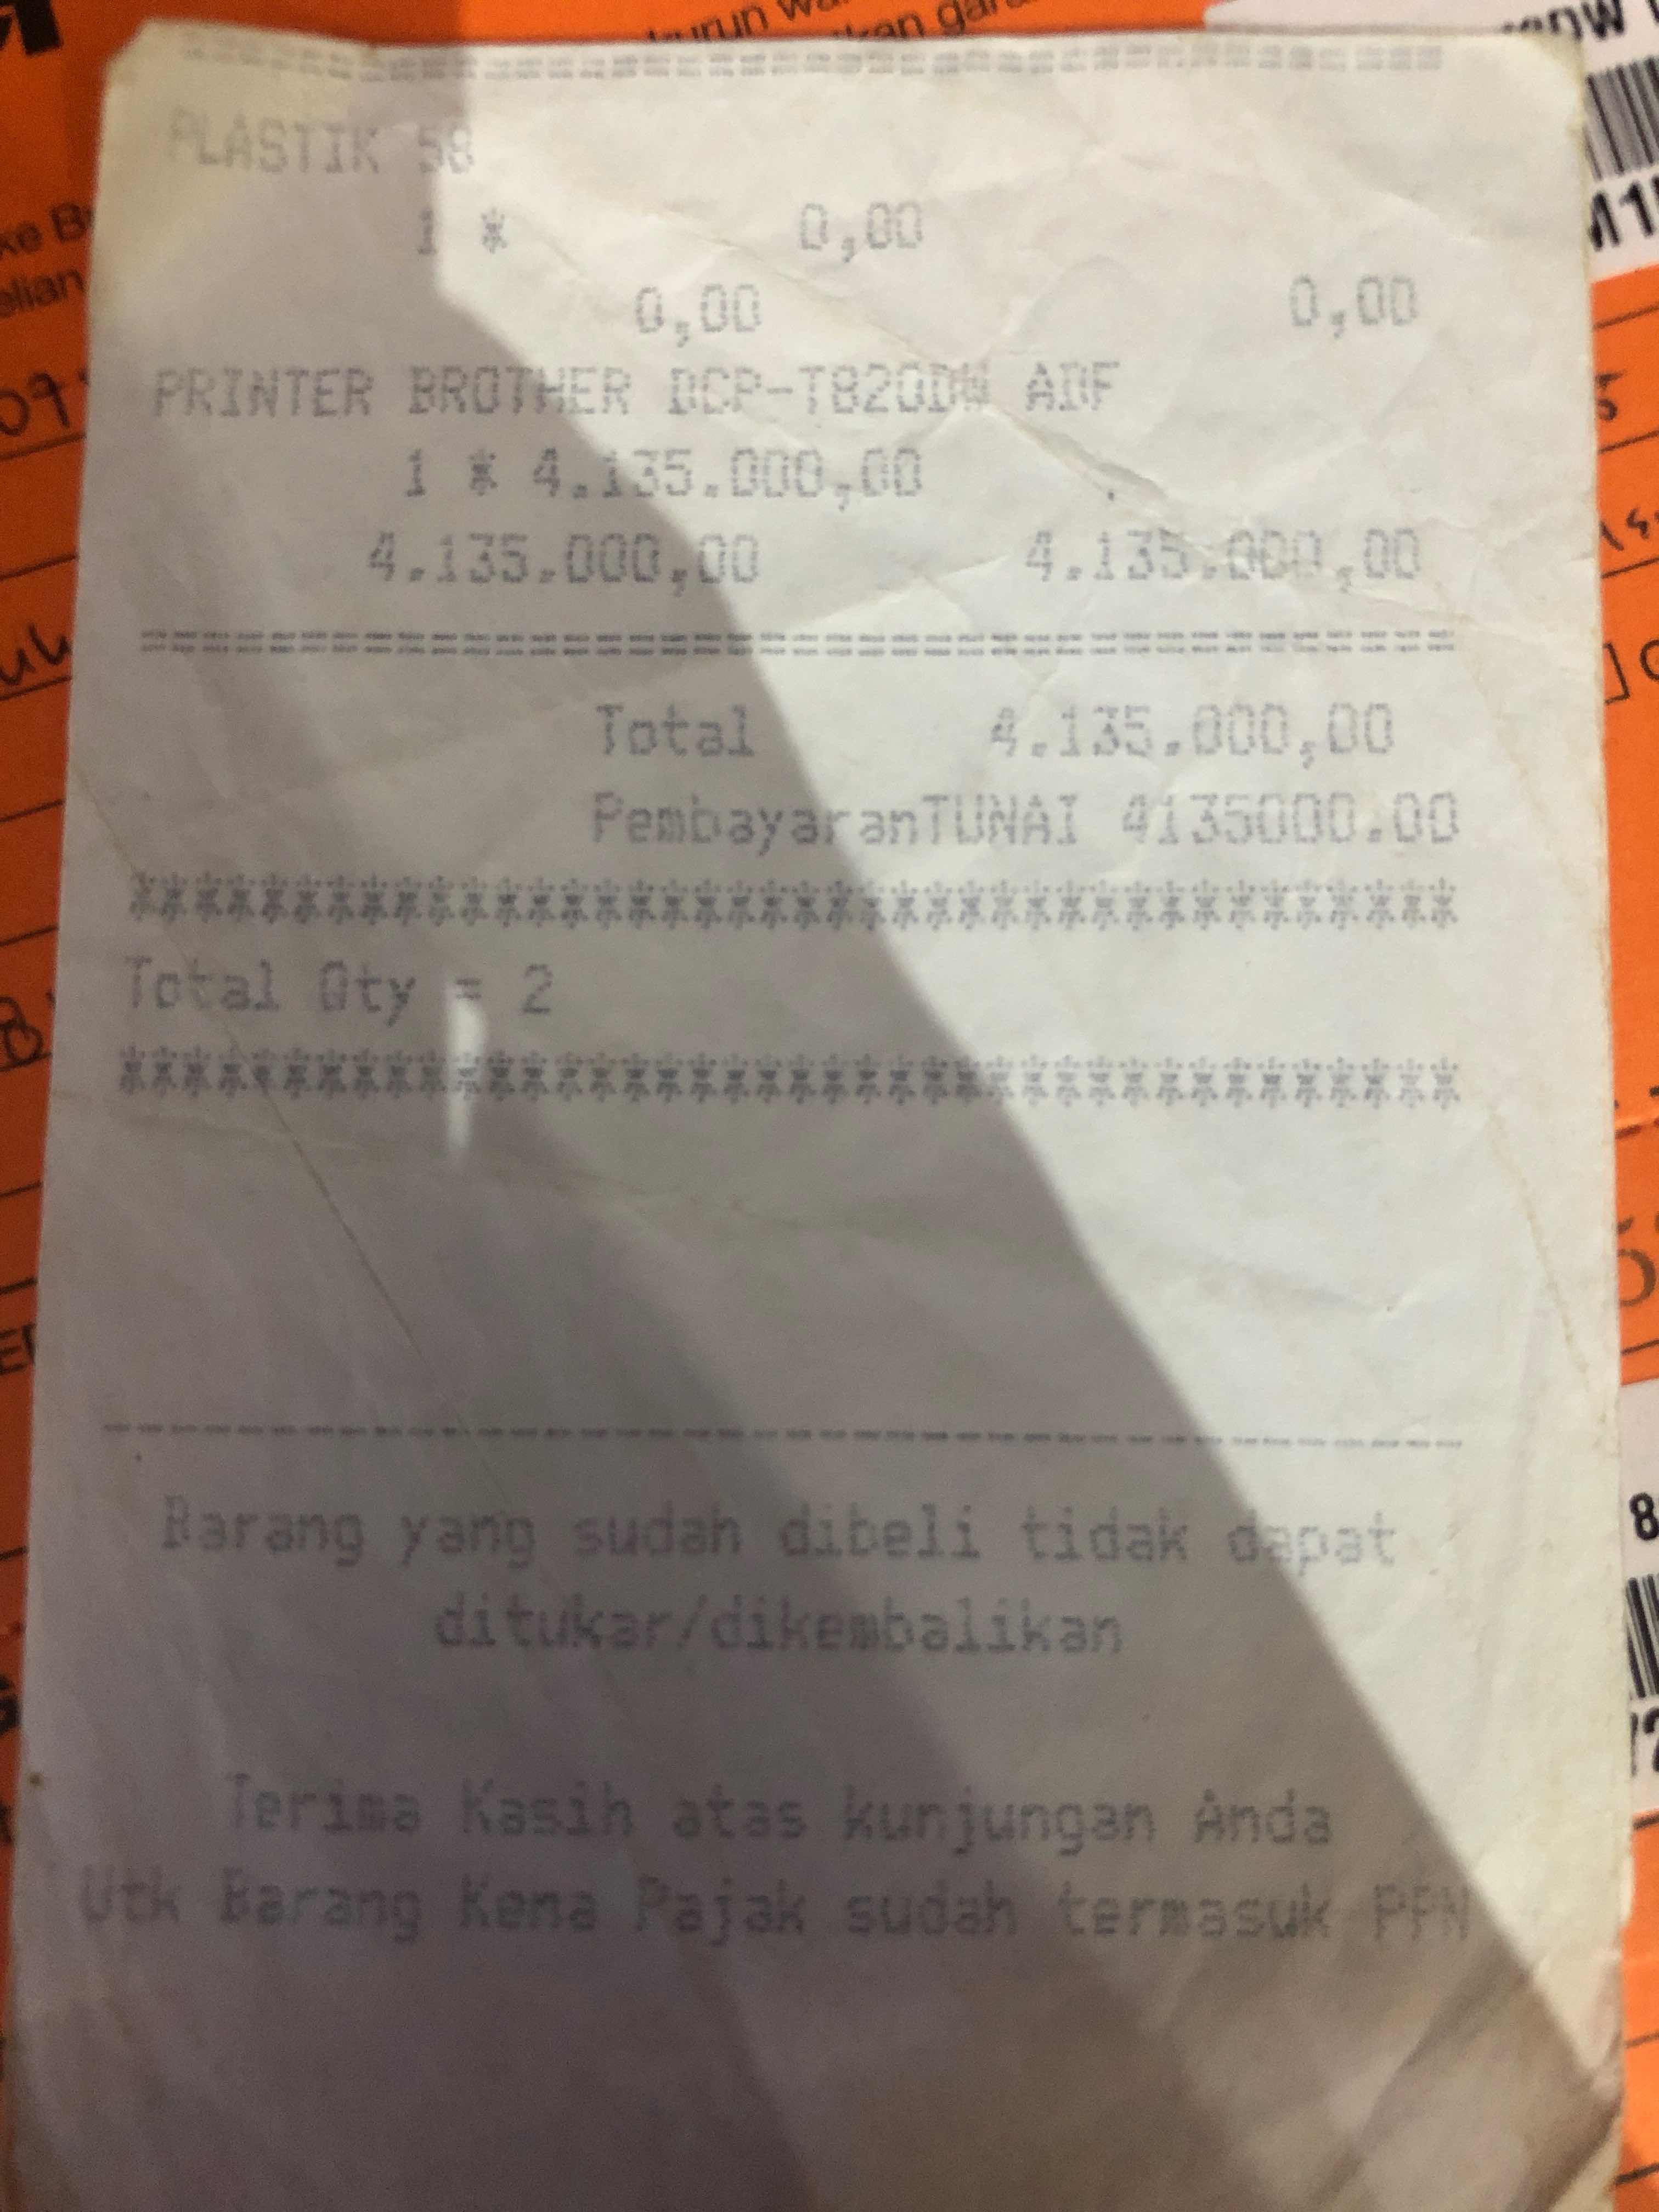 ================================
PLASTIK 58
1 * 0,00
0,00 0,00
PRINTER BROTHER DCP-T820DW ADF
1 * 4.135.000,00
4.135.000,00 4.135.000,00
========================================
Total 4.135.000,00
PembayaranTUNAI 4135000.00
****************************************
Total Qty = 2
****************************************
----------------------------------------
Barang yang sudah dibeli tidak dapat
ditukar/dikembalikan
Terima Kasih atas kunjungan Anda
Utk Barang Kena Pajak sudah termasuk PPN